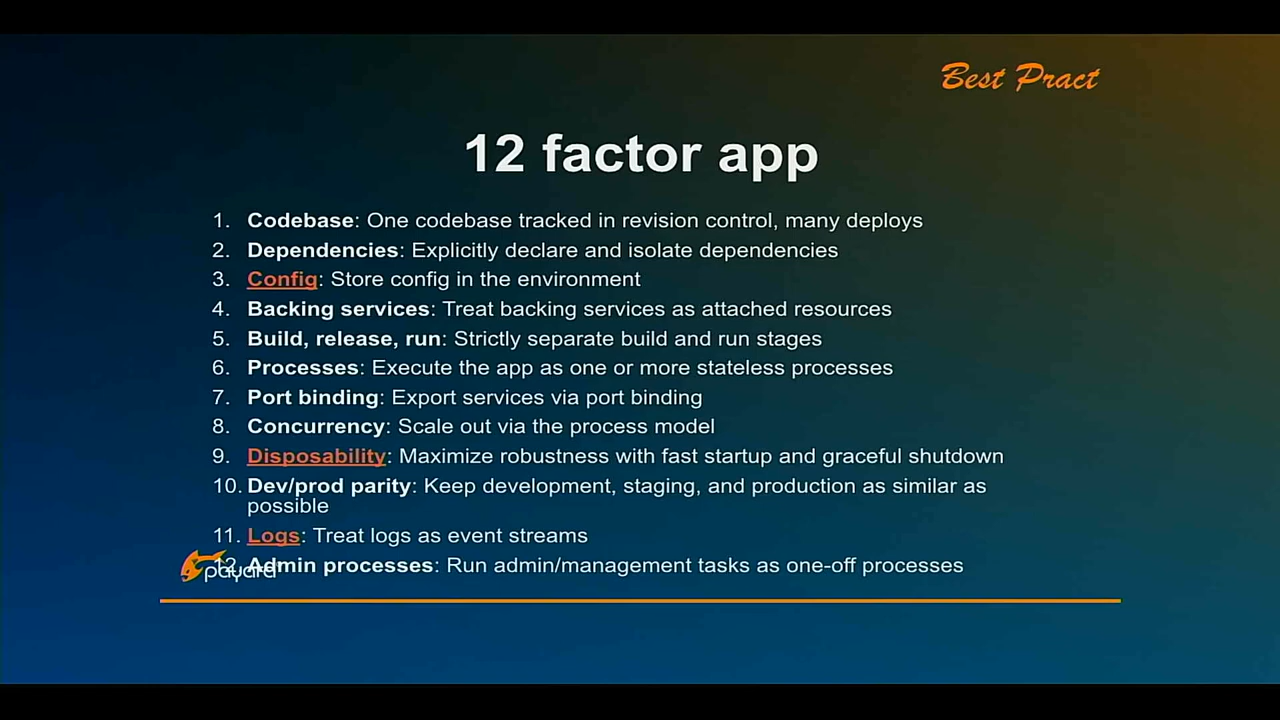 Best Pract
12 factor app
1. Codebase: One codebase tracked in revision control, many deploys
2. Dependencies: Explicitly declare and isolate dependencies
3. Config: Store config in the environment
4. Backing services: Treat backing services as attached resources
5. Build, release, run: Strictly separate build and run stages
6. Processes: Execute the app as one or more stateless processes
7. Port binding: Export services via port binding
8. Concurrency: Scale out via the process model
9. Disposability: Maximize robustness with fast startup and graceful shutdown
10. Dev/prod parity: Keep development, staging, and production as similar as
possible
11. Logs: Treat logs as event streams
12. Admin processes: Run admin/management tasks as one-off processes
payara